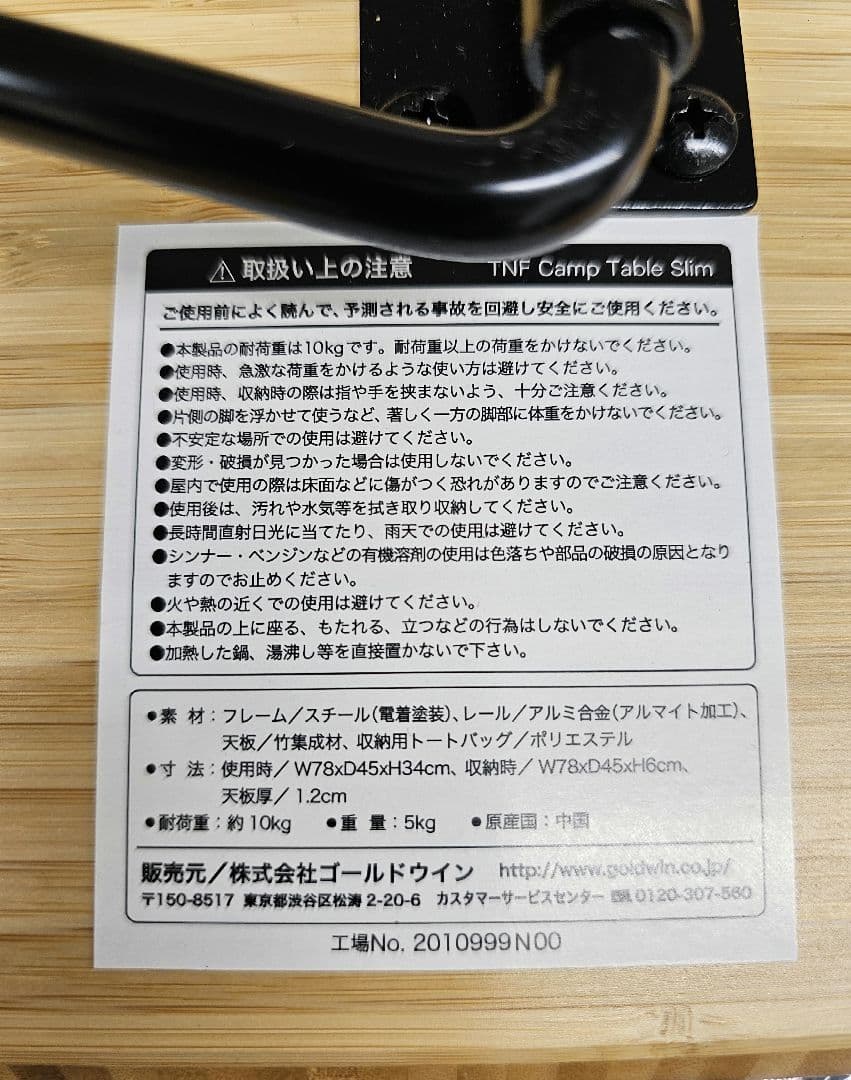 ⚠ 取扱い上の注意 TNF Camp Table Slim
ご使用前によく読んで、予測される事故を回避し安全にご使用ください。
●本製品の耐荷重は10kgです。耐荷重以上の荷重をかけないでください。
●使用時、急激な荷重をかけるような使い方は避けてください。
●使用時、収納時の際は指や手を挟まないよう、十分ご注意ください。
●片側の脚を浮かせて使うなど、著しく一方の脚部に体重をかけないでください。
●不安定な場所での使用は避けてください。
●変形・破損が見つかった場合は使用しないでください。
●屋内で使用の際は床面などに傷がつく恐れがありますのでご注意ください。
●使用後は、汚れや水気等を拭き取り収納してください。
●長時間直射日光に当てたり、雨天での使用は避けてください。
●シンナー・ベンジンなどの有機溶剤の使用は色落ちや部品の破損の原因となり
ますのでお止めください。
●火や熱の近くでの使用は避けてください。
●本製品の上に座る、もたれる、立つなどの行為はしないでください。
●加熱した鍋、湯沸し等を直接置かないで下さい。
●素 材：フレーム／スチール（電着塗装）、レール／アルミ合金（アルマイト加工）、
天板／竹集成材、収納用トートバッグ／ポリエステル
●寸 法：使用時／W78xD45xH34cm、収納時／W78xD45xH6cm、
天板厚／1.2cm
●耐荷重：約10kg ●重 量：5kg ●原産国：中国
販売元／株式会社ゴールドウイン http://www.goldwin.co.jp/
〒150-8517 東京都渋谷区松涛2-20-6 カスタマーサービスセンター 0120-307-560
工場No. 2010999N00